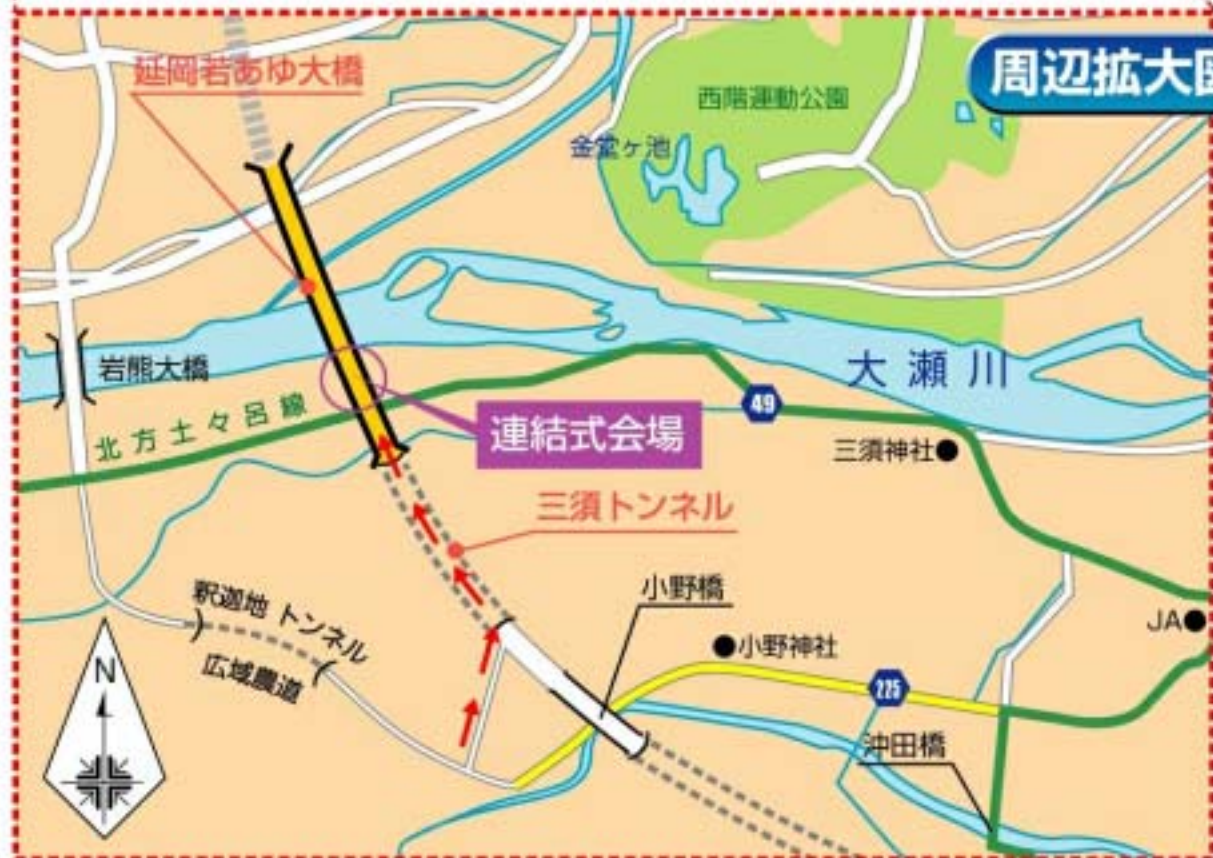 延岡若あゆ大橋
周辺拡大図
西階運動公園
金堂ヶ池
岩熊大橋
大瀬川
北方土々呂線
49
連結式会場
三須神社
三須トンネル
小野橋
釈迦地 トンネル
小野神社
JA
広域農道
N
225
沖田橋